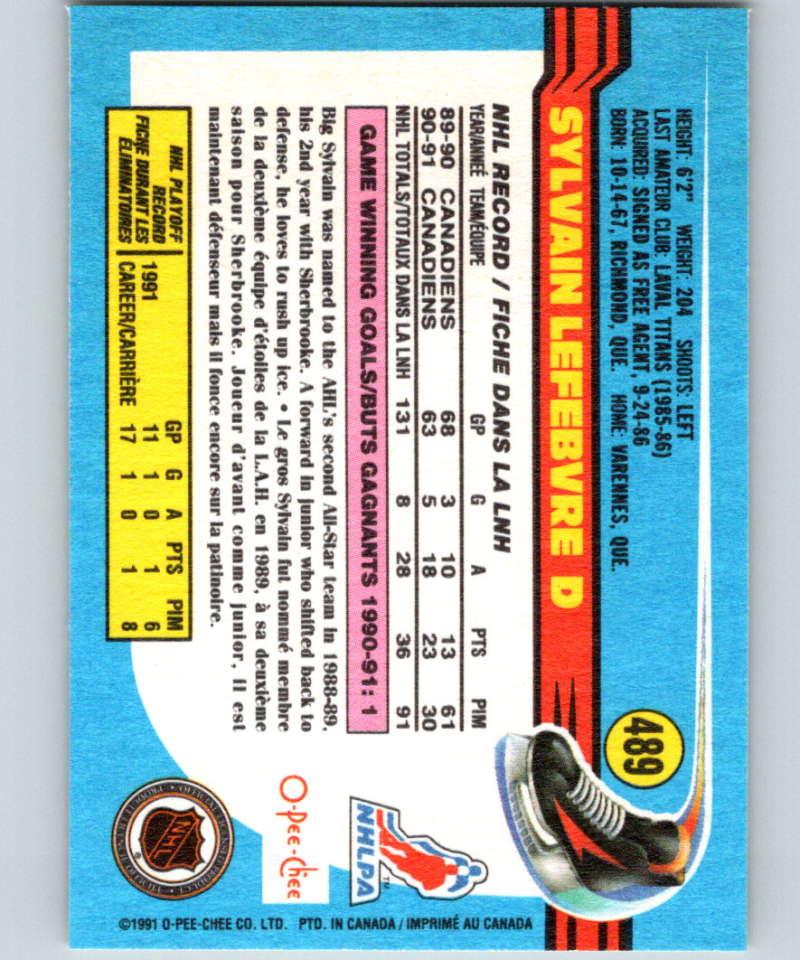 489
HEIGHT: 6'2" WEIGHT: 204 SHOOTS: LEFT
LAST AMATEUR CLUB: LAVAL TITANS (1985-86)
ACQUIRED: SIGNED AS FREE AGENT, 9-24-86
BORN: 10-14-67, RICHMOND, QUE. HOME: VARENNES, QUE.
SYLVAIN LEFEBVRE D
NHL RECORD / FICHE DANS LA LNH
YEAR/ANNÉE TEAM/ÉQUIPE GP G A PTS PIM
89-90 CANADIENS 68 3 10 13 61
90-91 CANADIENS 63 5 18 23 30
NHL TOTALS/TOTAUX DANS LA LNH 131 8 28 36 91
GAME WINNING GOALS/BUTS GAGNANTS 1990-91: 1
Big Sylvain was named to the AHL's second All-Star team in 1988-89,
his 2nd year with Sherbrooke. A forward in junior who shifted back to
defense, he loves to rush up ice. • Le gros Sylvain fut nommé membre
de la deuxième équipe d'étoiles de la L.A.H. en 1989, à sa deuxième
saison pour Sherbrooke. Joueur d'avant comme junior, il est
maintenant défenseur mais il fonce encore sur la patinoire.
NHL PLAYOFF RECORD
FICHE DURANT LES ÉLIMINATOIRES
GP G A PTS PIM
1991 11 1 0 1 6
CAREER/CARRIÈRE 17 1 0 1 8
NHLPA
TM
O-Pee-Chee
NHL
©1991 O-PEE-CHEE CO. LTD. PTD. IN CANADA / IMPRIMÉ AU CANADA